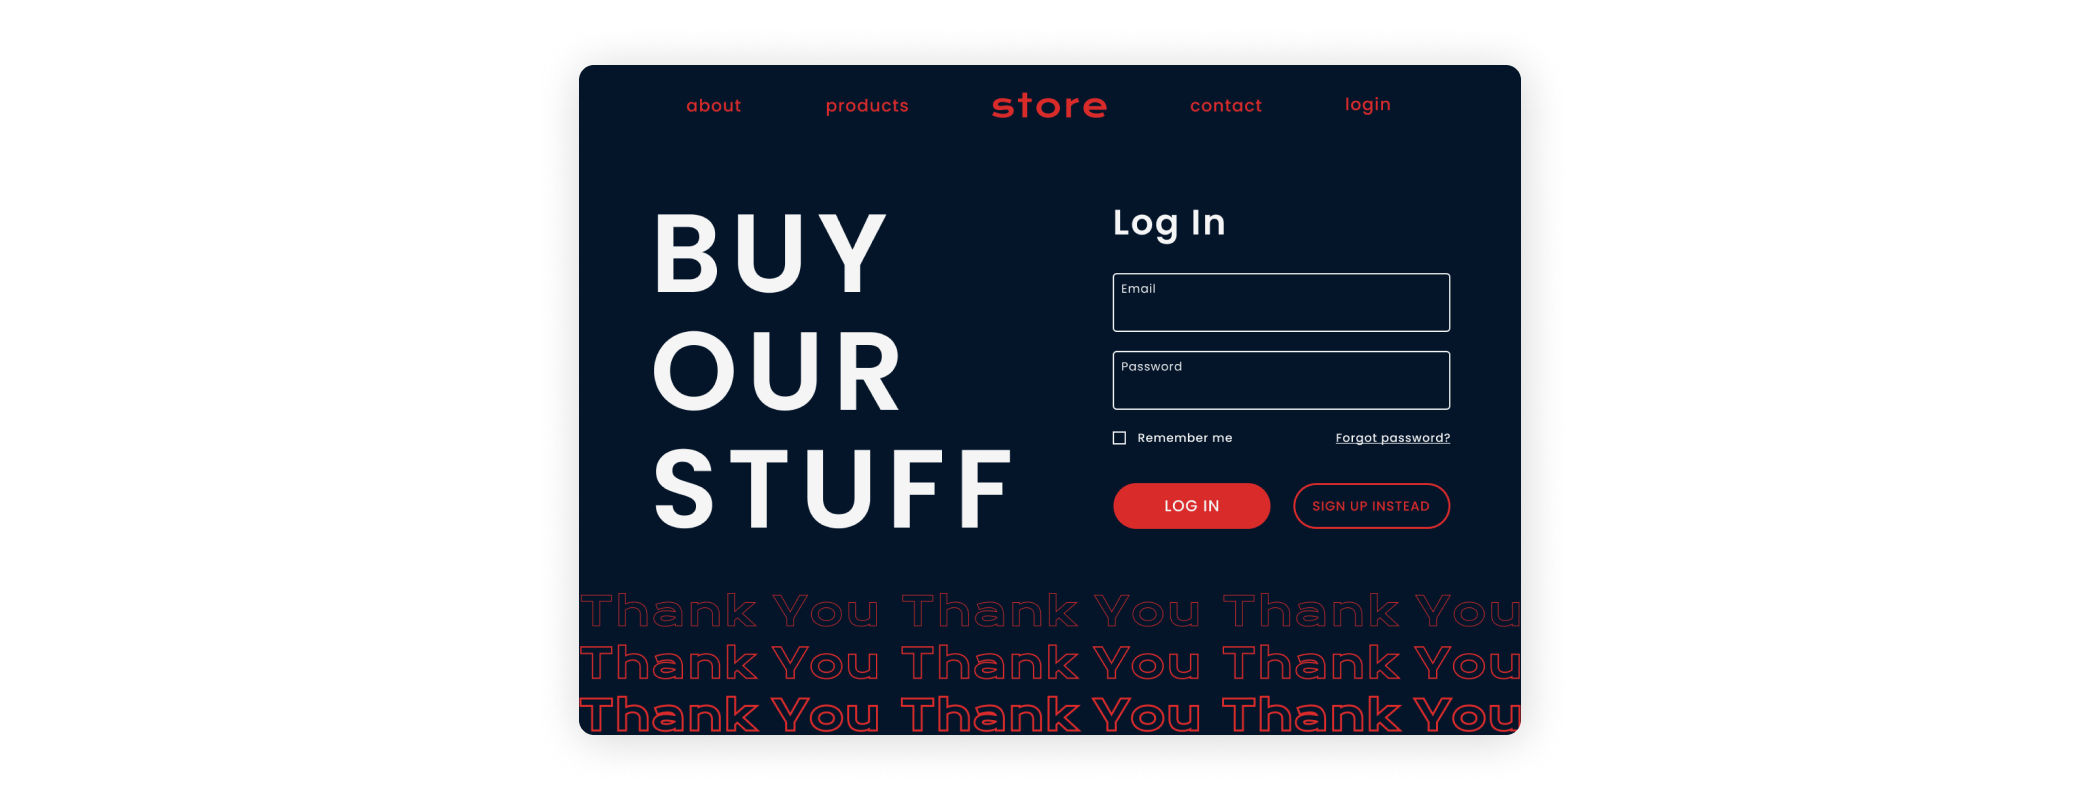 about products store contact login
BUY
OUR
STUFF
Log In
Email
Password
Remember me Forgot password?
LOG IN SIGN UP INSTEAD
Thank You Thank You Thank You
Thank You Thank You Thank You
Thank You Thank You Thank You